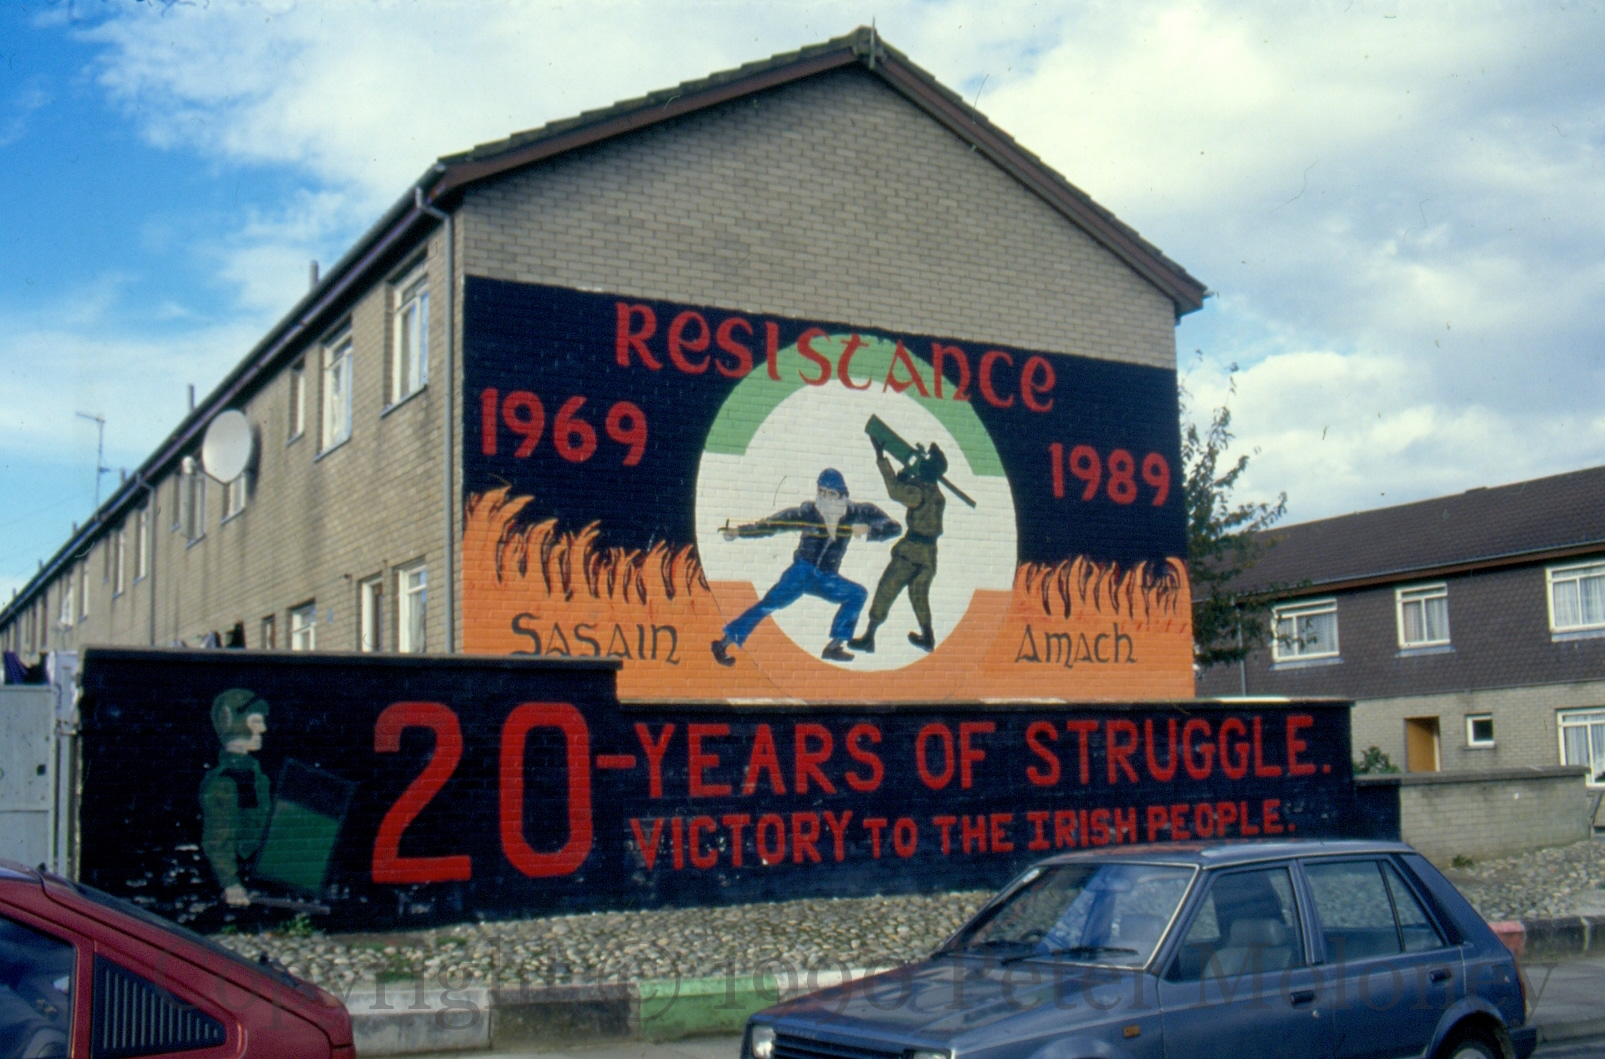 Resistance
1969
1989
Sasain Amach
20-YEARS OF STRUGGLE.
VICTORY TO THE IRISH PEOPLE.
Copyright © 1990 Peter Moloney